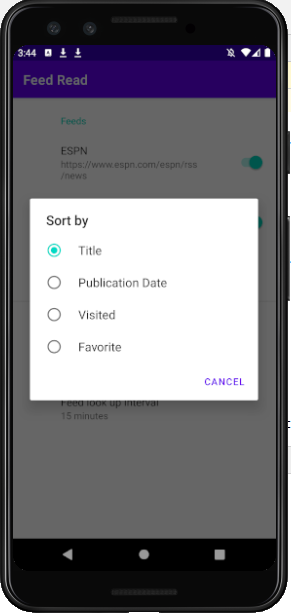 3:44
Feed Read
Feeds
ESPN
https://www.espn.com/espn/rss
/news
Sort by
Title
Publication Date
Visited
Favorite
CANCEL
Feed look up interval
15 minutes